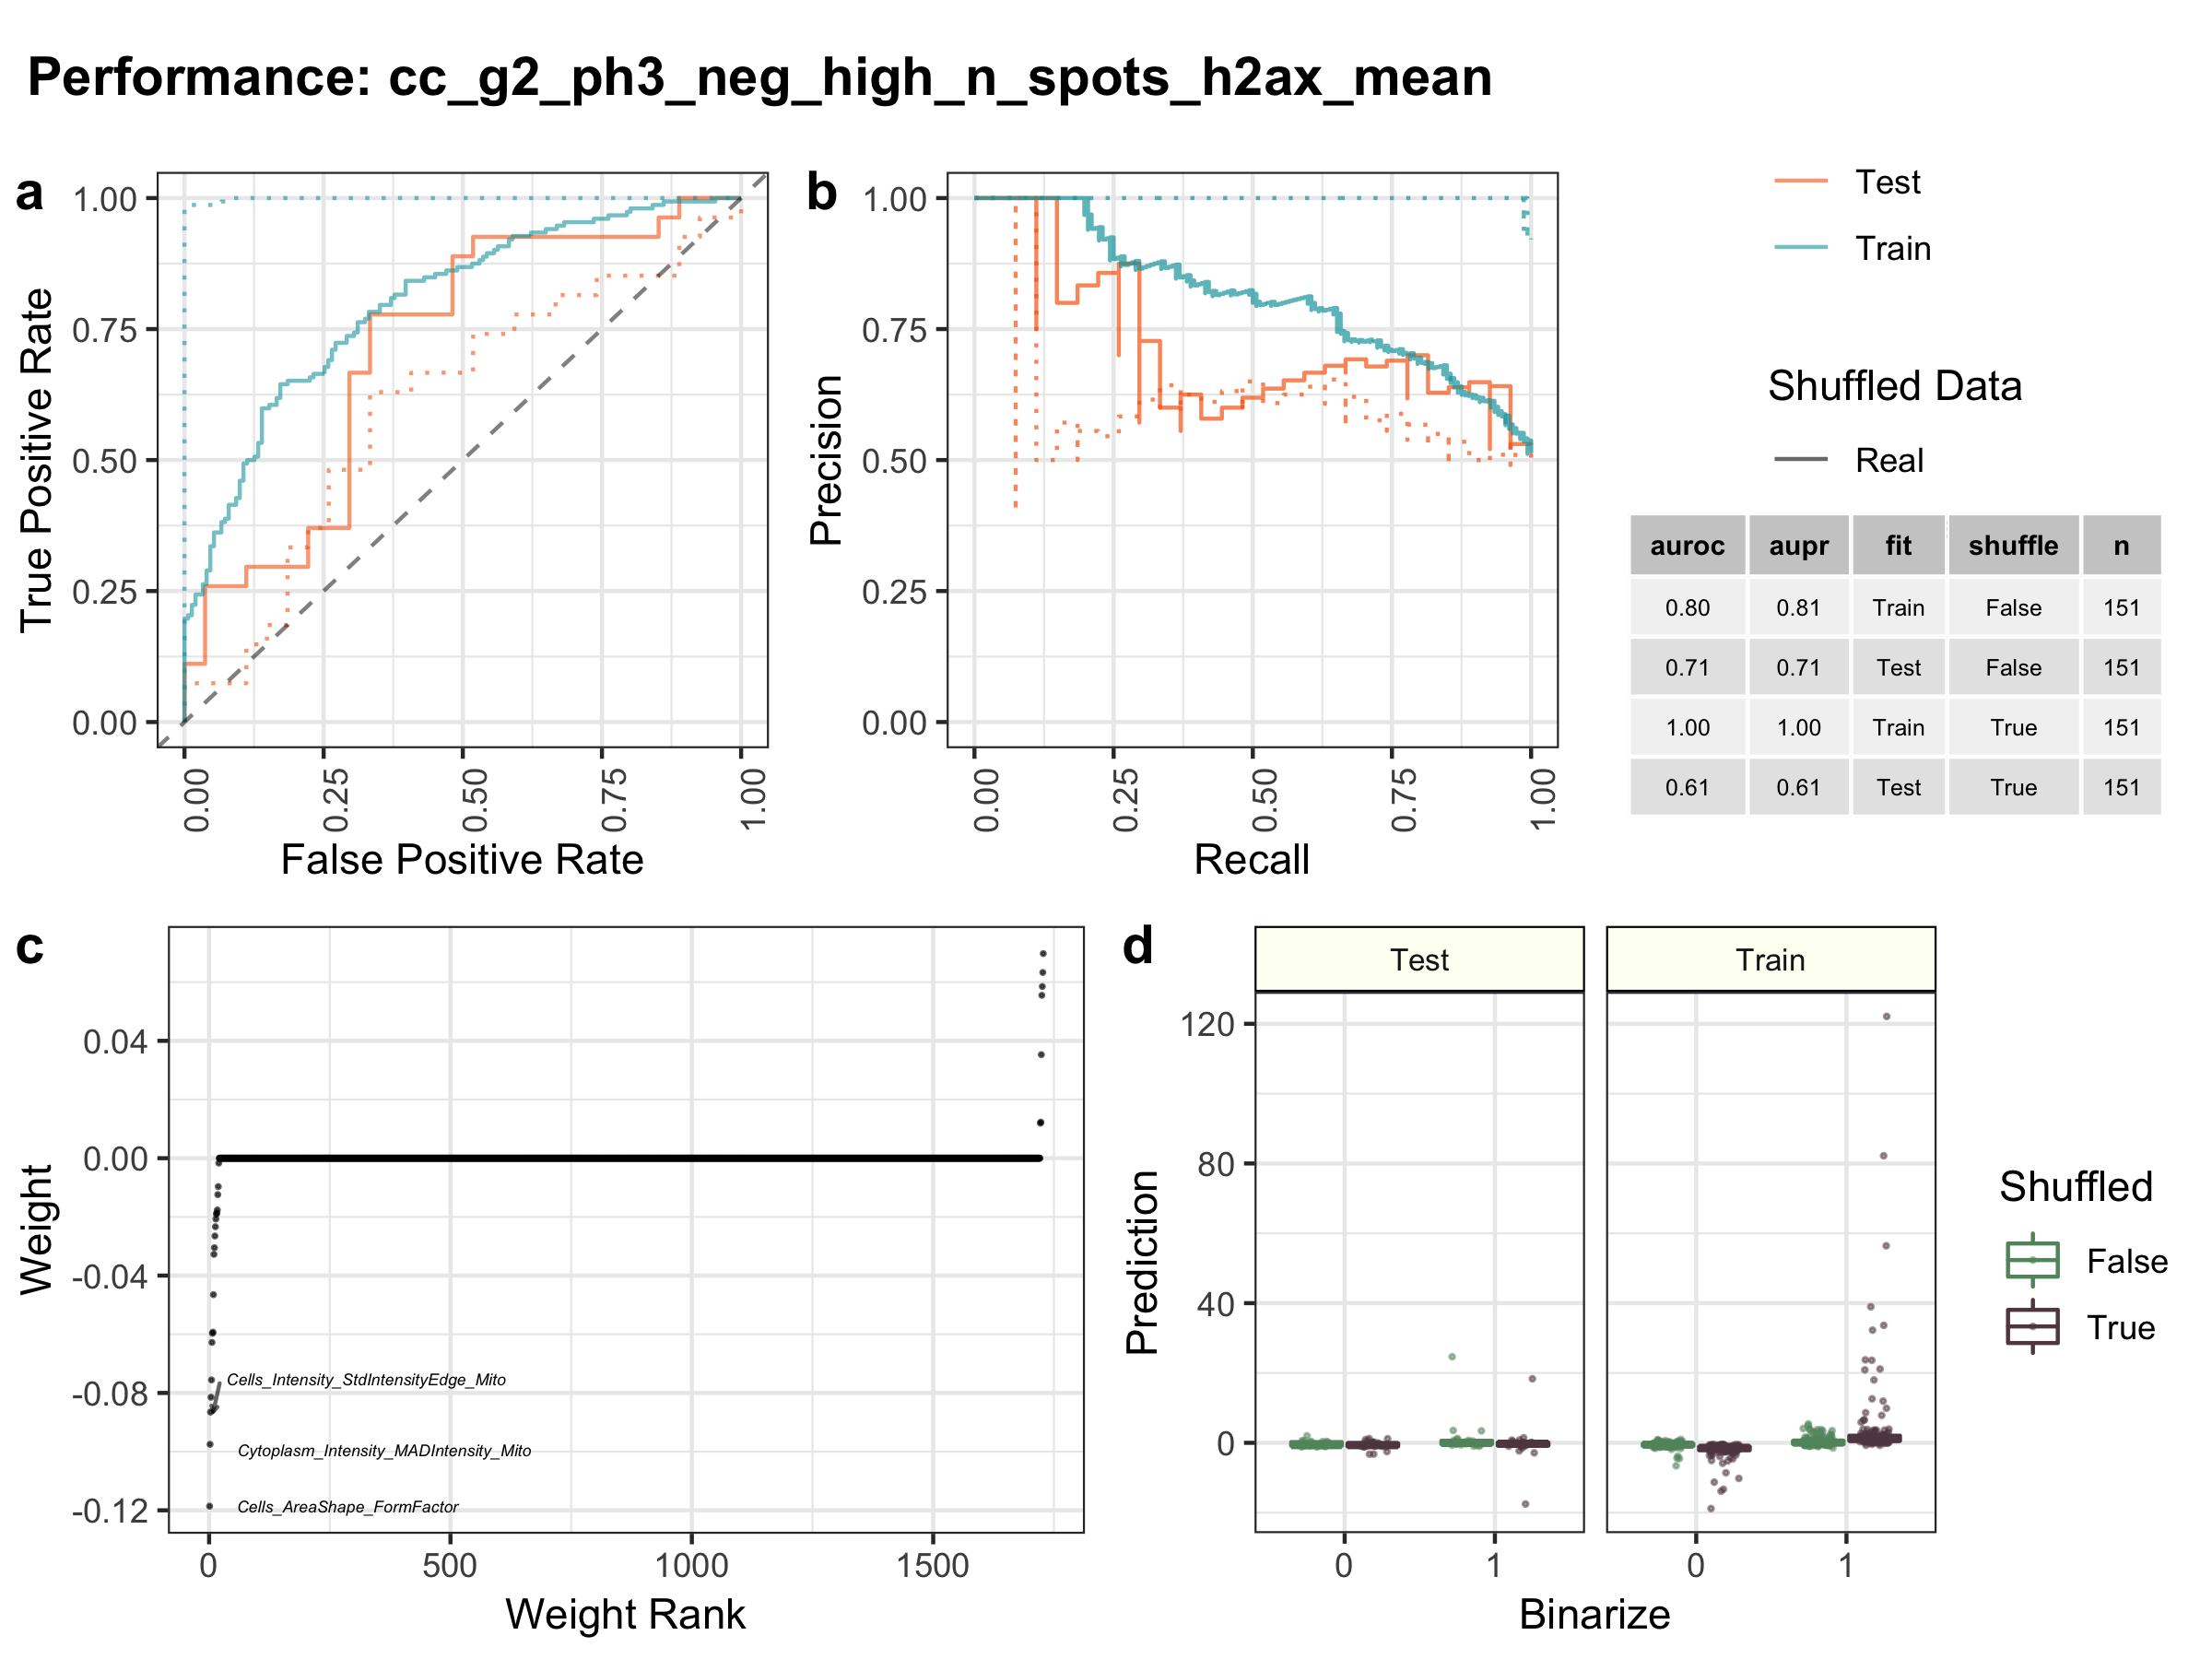 Performance: cc_g2_ph3_neg_high_n_spots_h2ax_mean
a
1.00
0.75
0.50
0.25
0.00
True Positive Rate
0.00
0.25
0.50
0.75
1.00
False Positive Rate
b
1.00
0.75
0.50
0.25
0.00
Precision
0.00
0.25
0.50
0.75
1.00
Recall
Test
Train
Shuffled Data
Real
auroc aupr fit shuffle n
0.80 0.81 Train False 151
0.71 0.71 Test False 151
1.00 1.00 Train True 151
0.61 0.61 Test True 151
c
0.04
0.00
-0.04
-0.08
-0.12
Weight
Cells_Intensity_StdIntensityEdge_Mito
Cytoplasm_Intensity_MADIntensity_Mito
Cells_AreaShape_FormFactor
0
500
1000
1500
Weight Rank
d
Test
Train
120
80
40
0
Prediction
0
1
0
1
Binarize
Shuffled
False
True